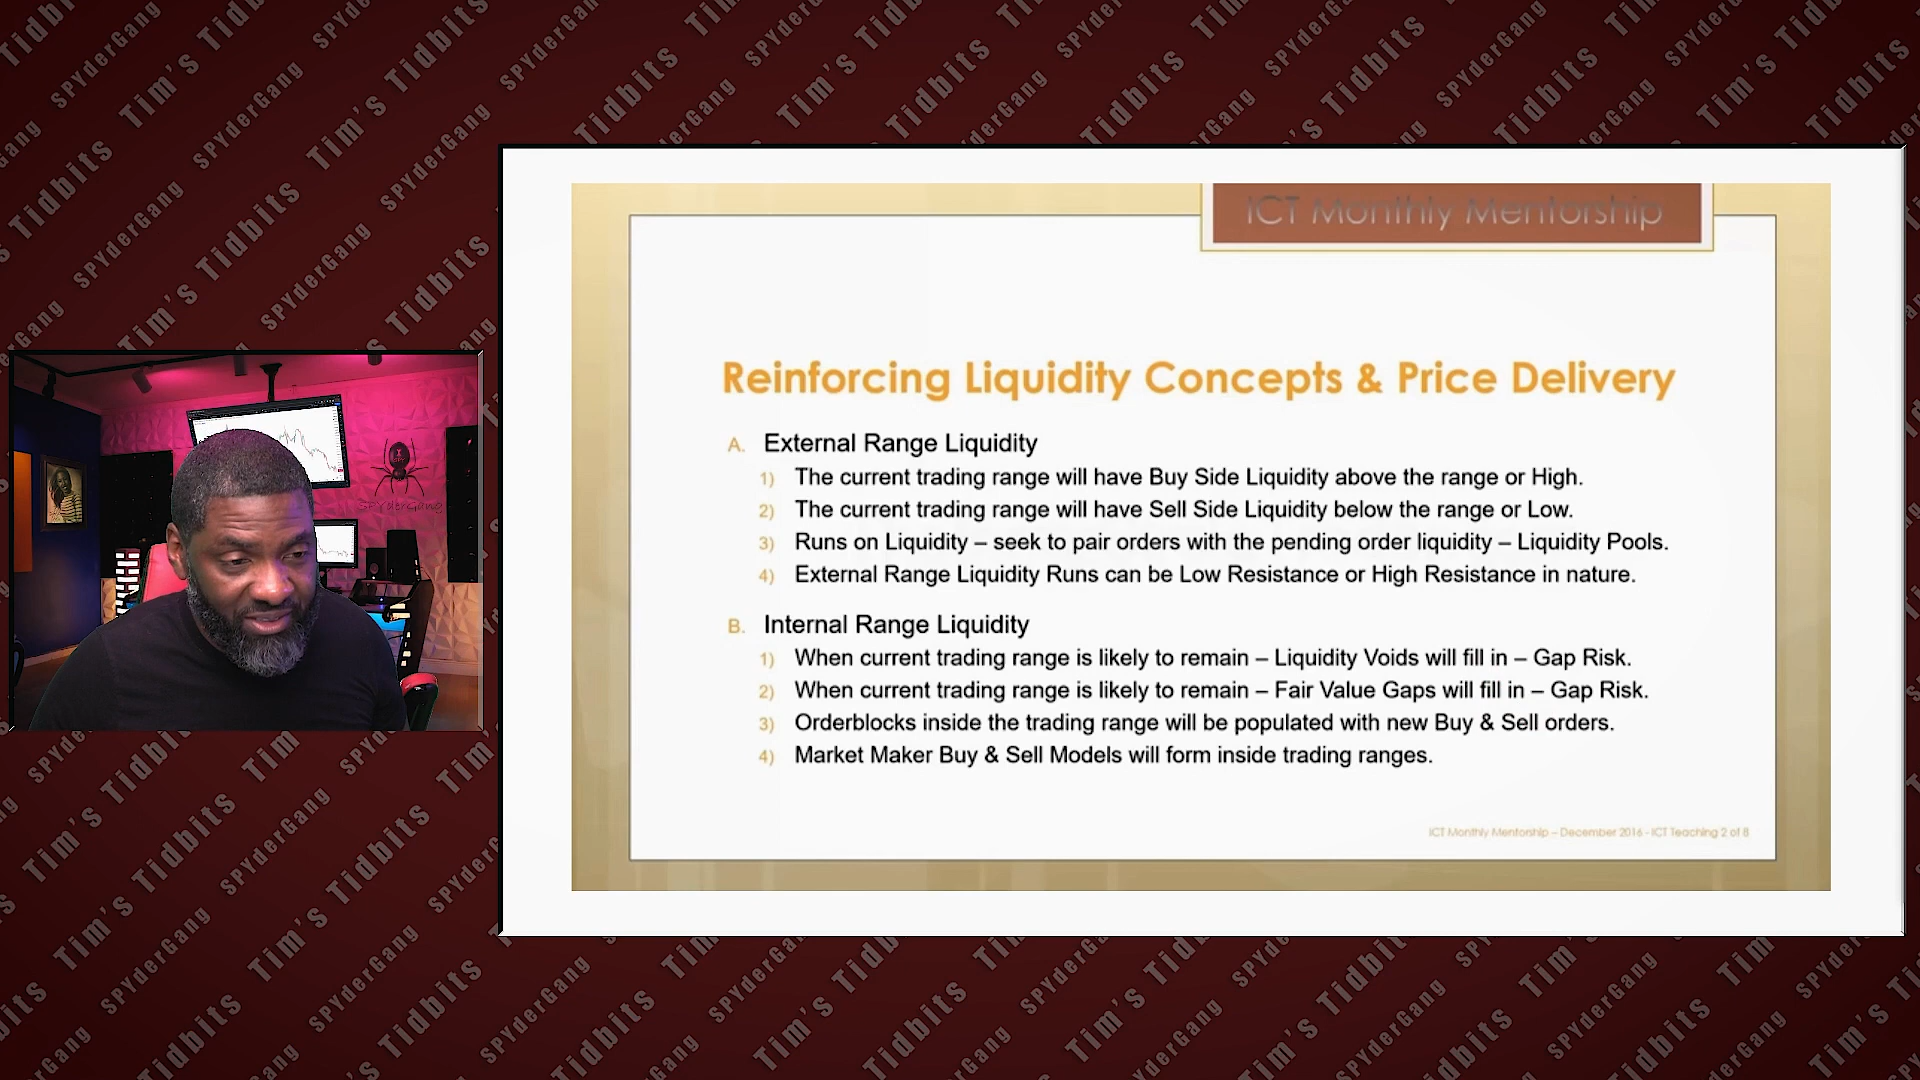 ICT Monthly Mentorship
Reinforcing Liquidity Concepts & Price Delivery
A. External Range Liquidity
1) The current trading range will have Buy Side Liquidity above the range or High.
2) The current trading range will have Sell Side Liquidity below the range or Low.
3) Runs on Liquidity – seek to pair orders with the pending order liquidity – Liquidity Pools.
4) External Range Liquidity Runs can be Low Resistance or High Resistance in nature.
B. Internal Range Liquidity
1) When current trading range is likely to remain – Liquidity Voids will fill in – Gap Risk.
2) When current trading range is likely to remain – Fair Value Gaps will fill in – Gap Risk.
3) Orderblocks inside the trading range will be populated with new Buy & Sell orders.
4) Market Maker Buy & Sell Models will form inside trading ranges.
ICT Monthly Mentorship – December 2016 - ICT Teaching 2 of 8
SPYderGang
Tim's Tidbits
SPYderGang